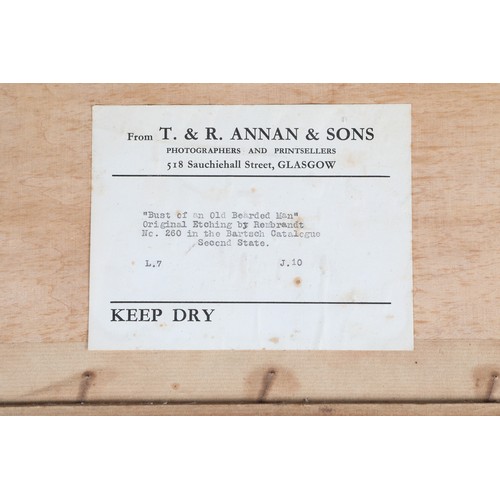 From T. & R. ANNAN & SONS
PHOTOGRAPHERS AND PRINTSELLERS
518 Sauchiehall Street, GLASGOW
"Bust of an Old Bearded Man"
Original Etching by Rembrandt
No. 260 in the Bartsch Catalogue
Second State.
L.7 J.10
KEEP DRY